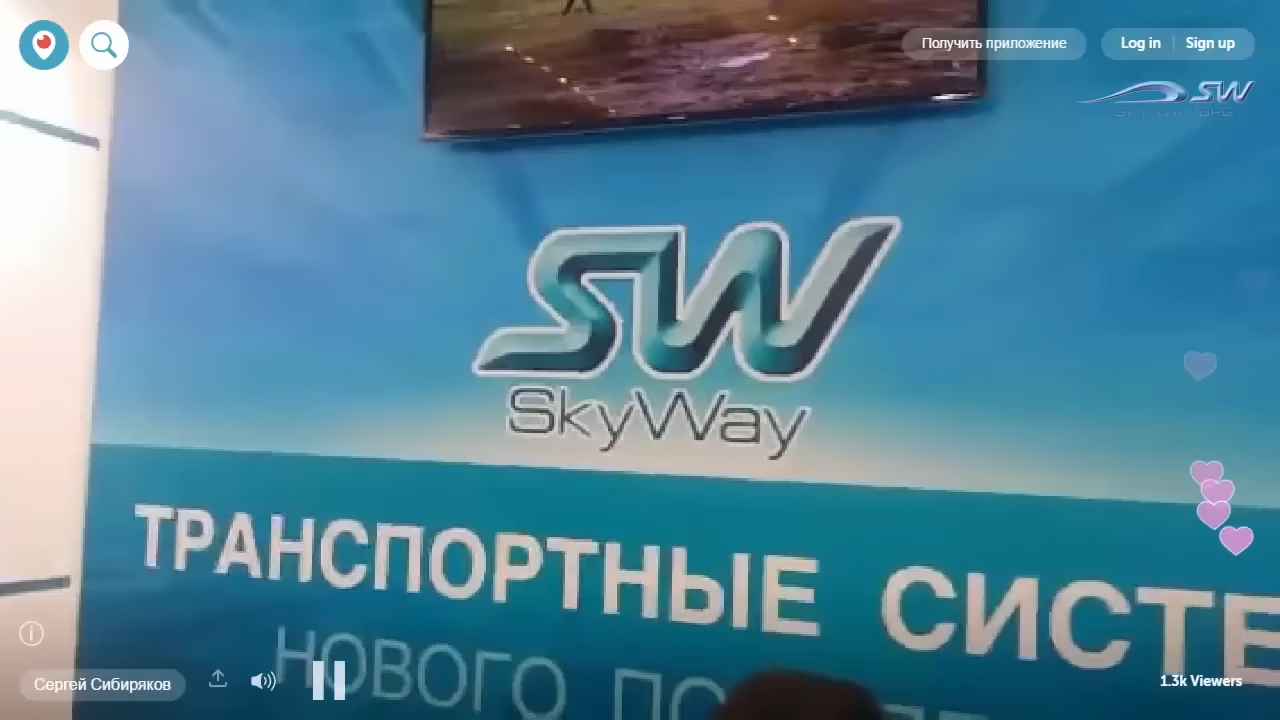 Получить приложение
Log in
Sign up
SW
SW
SkyWay
ТРАНСПОРТНЫЕ СИСТЕ
НОВОГО
Сергей Сибиряков
1.3k Viewers